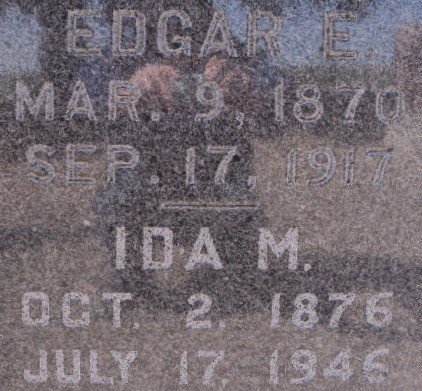 EDGAR E.
MAR. 9, 1870
SEP. 17, 1917
IDA M.
OCT. 2, 1876
JULY 17, 1946